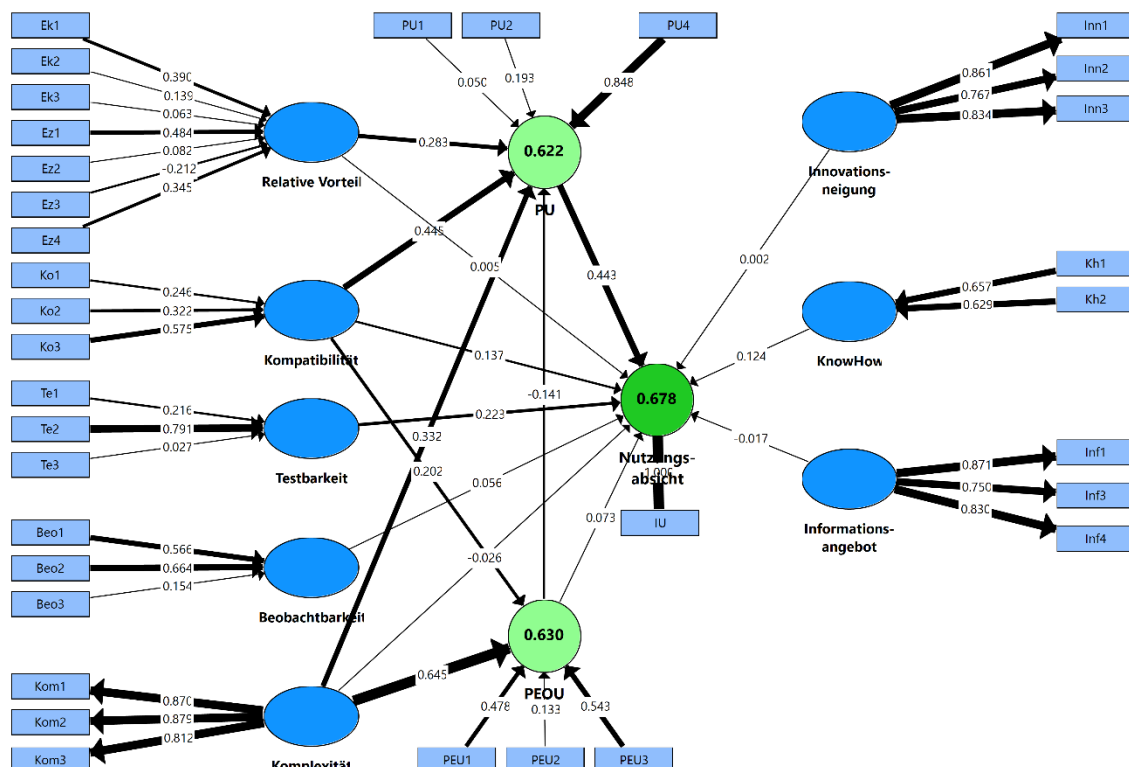 Ek1
Ek2
Ek3
Ez1
Ez2
Ez3
Ez4
0.390
0.139
0.063
0.484
0.082
-0.212
0.345
Relative Vorteil
Ko1
Ko2
Ko3
0.246
0.322
0.575
Kompatibilität
Te1
Te2
Te3
0.216
0.791
0.027
Testbarkeit
Beo1
Beo2
Beo3
0.566
0.664
0.154
Beobachtbarkeit
Kom1
Kom2
Kom3
0.870
0.879
0.812
Komplexität
PU1
PU2
PU4
0.050
0.193
0.848
0.622
PU
0.283
0.445
0.005
0.443
0.137
-0.141
0.223
0.332
0.202
0.056
-0.026
0.073
0.645
0.678
Nutzungs-
absicht
IU
0.630
PEOU
0.478
0.133
0.543
PEU1
PEU2
PEU3
Inn1
Inn2
Inn3
0.861
0.767
0.834
Innovations-
neigung
0.002
Kh1
Kh2
0.657
0.629
KnowHow
0.124
Inf1
Inf3
Inf4
0.871
0.750
0.830
Informations-
angebot
-0.017